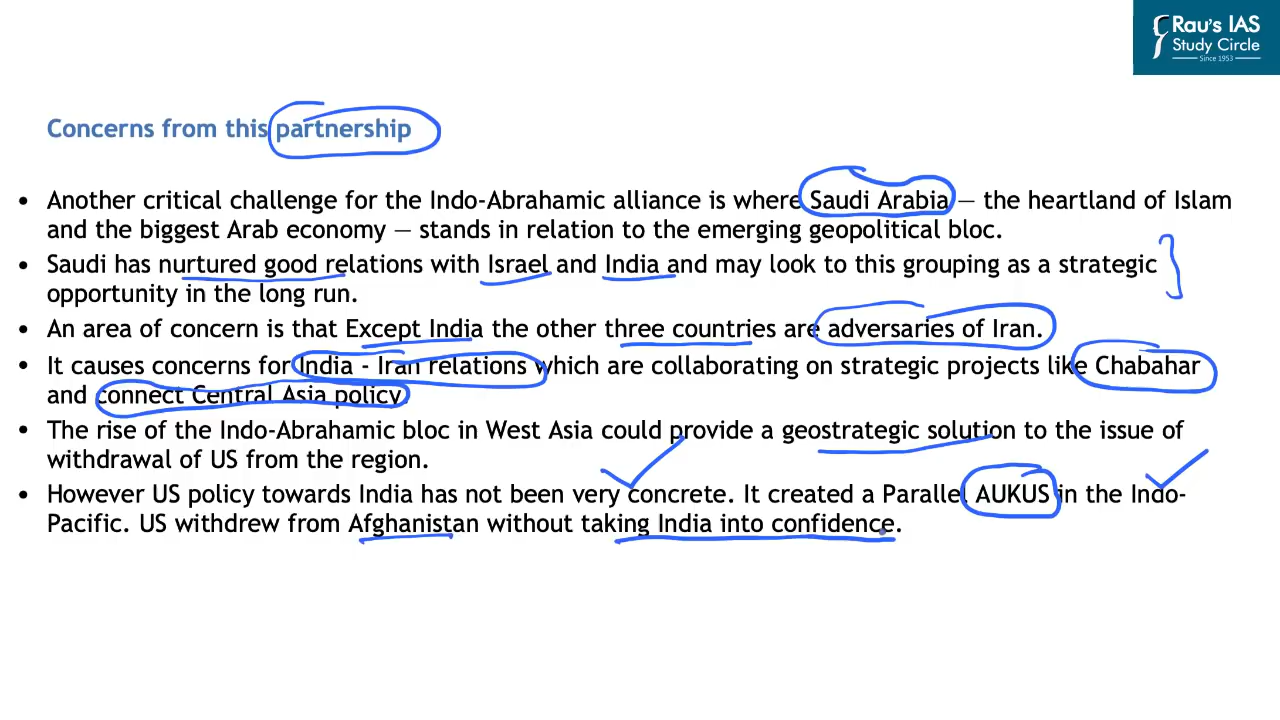 Rau's IAS
Study Circle
Since 1953
Concerns from this partnership
• Another critical challenge for the Indo-Abrahamic alliance is where Saudi Arabia — the heartland of Islam
and the biggest Arab economy — stands in relation to the emerging geopolitical bloc.
• Saudi has nurtured good relations with Israel and India and may look to this grouping as a strategic
opportunity in the long run.
• An area of concern is that Except India the other three countries are adversaries of Iran.
• It causes concerns for India - Iran relations which are collaborating on strategic projects like Chabahar
and connect Central Asia policy.
• The rise of the Indo-Abrahamic bloc in West Asia could provide a geostrategic solution to the issue of
withdrawal of US from the region.
• However US policy towards India has not been very concrete. It created a Parallel AUKUS in the Indo-
Pacific. US withdrew from Afghanistan without taking India into confidence.